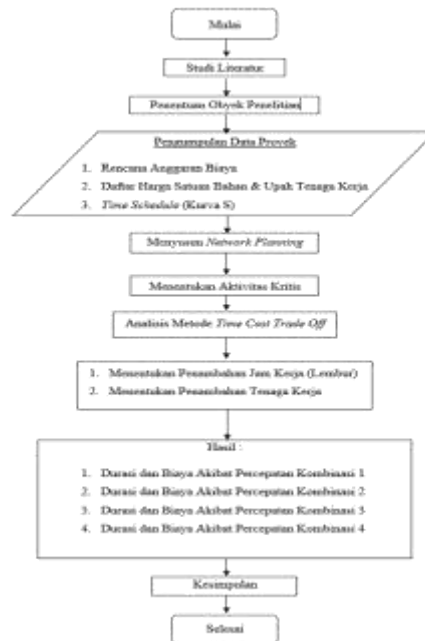 Mulai
Studi Literatur
Penentuan Obyek Penelitian
Pengumpulan Data Proyek
1. Rencana Anggaran Biaya
2. Daftar Harga Satuan Bahan & Upah Tenaga Kerja
3. Time Schedule (Kurva S)
Menyusun Network Planning
Menentukan Aktivitas Kritis
Analisis Metode Time Cost Trade Off
1. Menentukan Penambahan Jam Kerja (Lembur)
2. Menentukan Penambahan Tenaga Kerja
Hasil :
1. Durasi dan Biaya Akibat Percepatan Kombinasi 1
2. Durasi dan Biaya Akibat Percepatan Kombinasi 2
3. Durasi dan Biaya Akibat Percepatan Kombinasi 3
4. Durasi dan Biaya Akibat Percepatan Kombinasi 4
Kesimpulan
Selesai